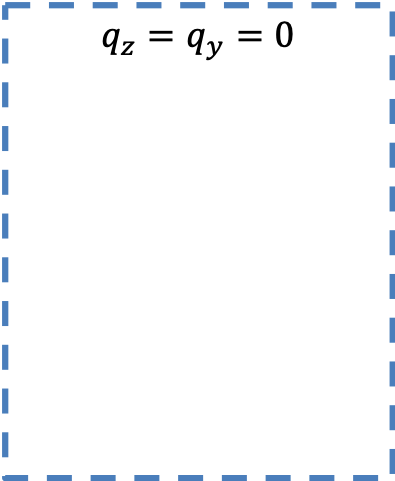 q_z = q_y = 0